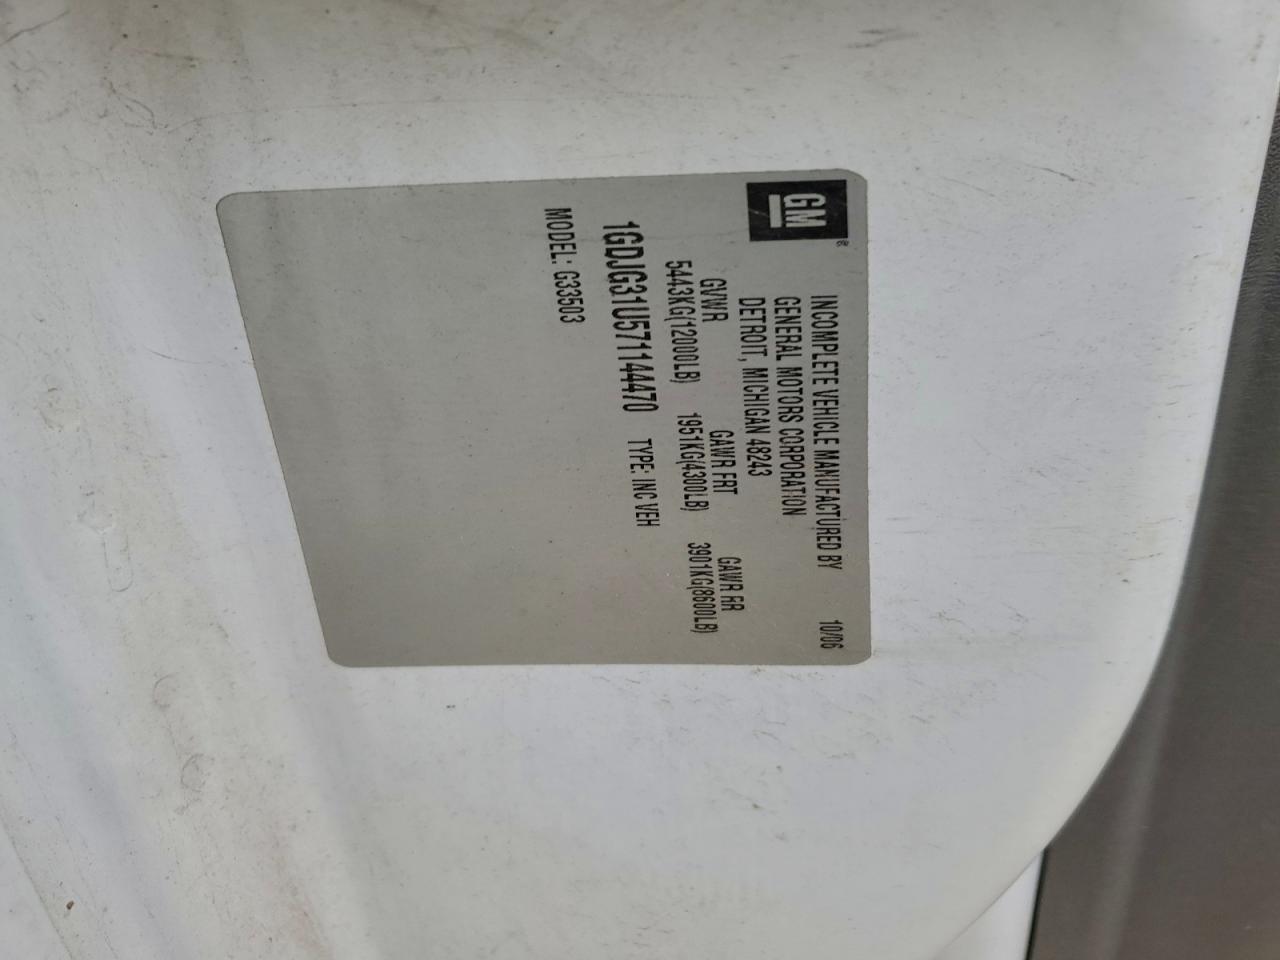 GM®
INCOMPLETE VEHICLE MANUFACTURED BY 10/06
GENERAL MOTORS CORPORATION
DETROIT, MICHIGAN 48243
GVWR GAWR FRT GAWR RR
5443KG(12000LB) 1951KG(4300LB) 3901KG(8600LB)
1GDJG31U571144470 TYPE: INC VEH
MODEL: G33503